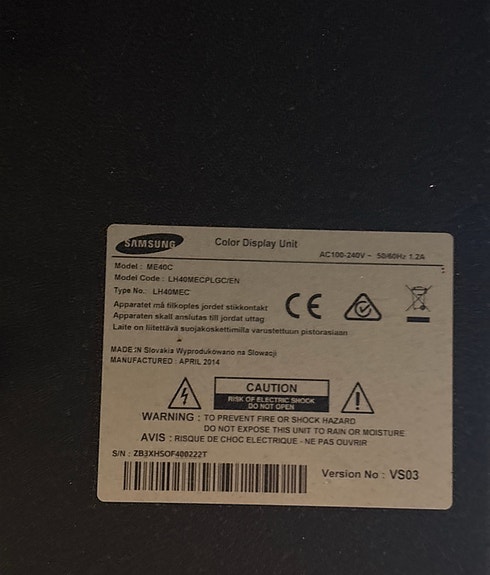 SAMSUNG Color Display Unit
AC100-240V ~ 50/60Hz 1.2A
Model : ME40C
Model Code : LH40MECPLGC/EN
Type No. : LH40MEC
Apparatet må tilkoples jordet stikkontakt
Apparaten skall anslutas till jordat uttag
Laite on liitettävä suojakoskettimilla varustettuun pistorasiaan
CE
MADE IN Slovakia Wyprodukowano na Słowacji
MANUFACTURED : APRIL 2014
CAUTION
RISK OF ELECTRIC SHOCK
DO NOT OPEN
WARNING : TO PREVENT FIRE OR SHOCK HAZARD
DO NOT EXPOSE THIS UNIT TO RAIN OR MOISTURE
AVIS : RISQUE DE CHOC ELECTRIQUE - NE PAS OUVRIR
S/N : ZB3XH5OF400222T
Version No : VS03